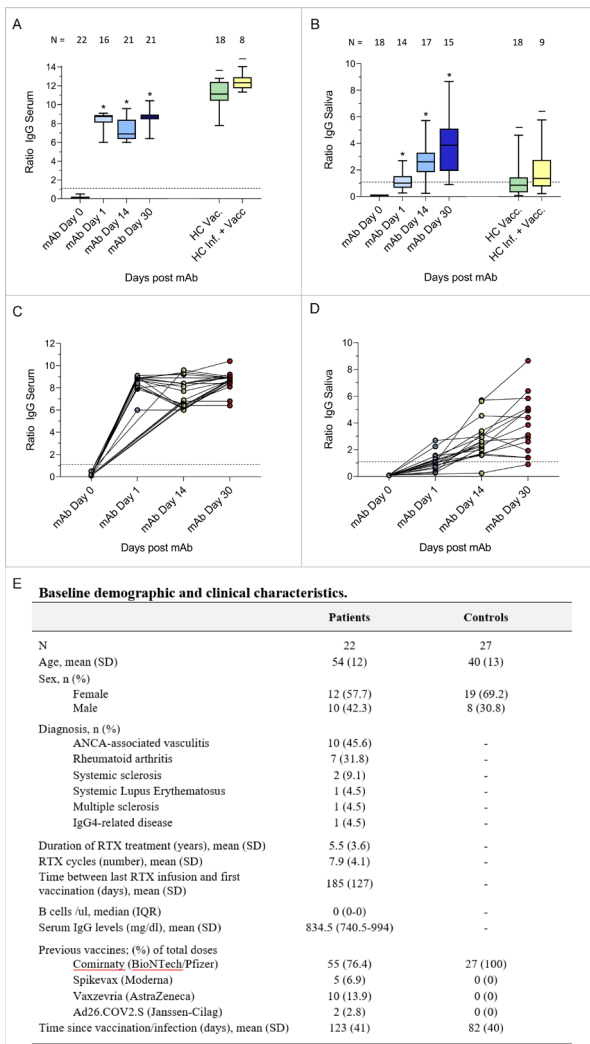 A
N = 22 16 21 21 18 8
14
12
10
8
6
4
2
1
0
Ratio IgG Serum
* * * *
mAb Day 0
mAb Day 1
mAb Day 14
mAb Day 30
HC Vac.
HC Inf. + Vacc
Days post mAb
B
N = 18 14 17 15 18 9
10
8
6
4
2
0
Ratio IgG Saliva
* * *
mAb Day 0
mAb Day 1
mAb Day 14
mAb Day 30
HC Vacc.
HC Inf. + Vacc.
Days post mAb
C
12
10
8
6
4
2
0
Ratio IgG Serum
mAb Day 0
mAb Day 1
mAb Day 14
mAb Day 30
Days post mAb
D
10
8
6
4
2
0
Ratio IgG Saliva
mAb Day 0
mAb Day 1
mAb Day 14
mAb Day 30
Days post mAb
E
Baseline demographic and clinical characteristics.
Patients Controls
N 22 27
Age, mean (SD) 54 (12) 40 (13)
Sex, n (%)
Female 12 (57.7) 19 (69.2)
Male 10 (42.3) 8 (30.8)
Diagnosis, n (%)
ANCA-associated vasculitis 10 (45.6) -
Rheumatoid arthritis 7 (31.8) -
Systemic sclerosis 2 (9.1) -
Systemic Lupus Erythematosus 1 (4.5) -
Multiple sclerosis 1 (4.5) -
IgG4-related disease 1 (4.5) -
Duration of RTX treatment (years), mean (SD) 5.5 (3.6) -
RTX cycles (number), mean (SD) 7.9 (4.1) -
Time between last RTX infusion and first
vaccination (days), mean (SD) 185 (127) -
B cells /ul, median (IQR) 0 (0-0) -
Serum IgG levels (mg/dl), mean (SD) 834.5 (740.5-994) -
Previous vaccines; (%) of total doses
Comirnaty (BioNTech/Pfizer) 55 (76.4) 27 (100)
Spikevax (Moderna) 5 (6.9) 0 (0)
Vaxzevria (AstraZeneca) 10 (13.9) 0 (0)
Ad26.COV2.S (Janssen-Cilag) 2 (2.8) 0 (0)
Time since vaccination/infection (days), mean (SD) 123 (41) 82 (40)